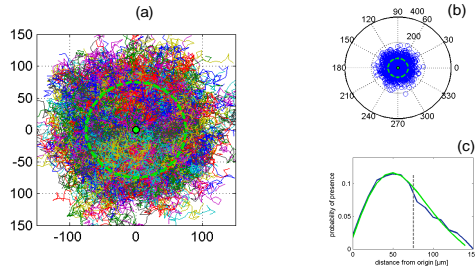 (a)
150
100
50
0
50
100
150
-100 0 100
(b)
90 400
120 60
150 200 30
180 0
210 330
240 300
270
(c)
probability of presence
0.1
0.05
0
0 50 100 150
distance from origin [μm]